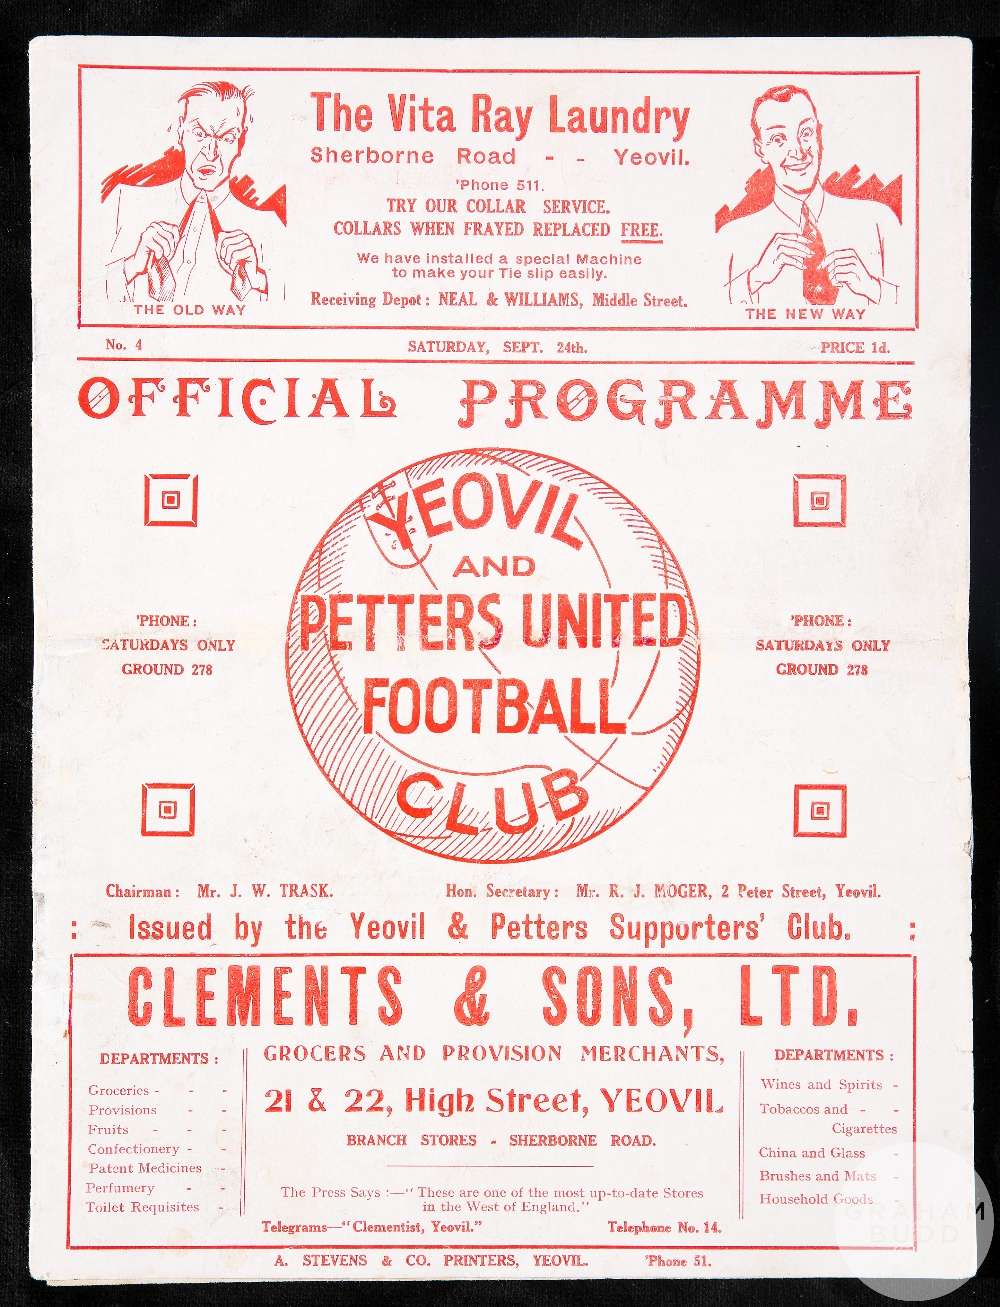 The Vita Ray Laundry
Sherborne Road - - Yeovil.
'Phone 511.
TRY OUR COLLAR SERVICE.
COLLARS WHEN FRAYED REPLACED FREE.
We have installed a special Machine
to make your Tie slip easily.
Receiving Depot: NEAL & WILLIAMS, Middle Street.
THE OLD WAY
THE NEW WAY
No. 4 SATURDAY, SEPT. 24th. PRICE 1d.
OFFICIAL PROGRAMME
YEOVIL
AND
PETTERS UNITED
FOOTBALL
CLUB
'PHONE:
SATURDAYS ONLY
GROUND 278
'PHONE:
SATURDAYS ONLY
GROUND 278
Chairman: Mr. J. W. TRASK. Hon. Secretary: Mr. R. J. MOGER, 2 Peter Street, Yeovil.
: Issued by the Yeovil & Petters Supporters' Club. :
CLEMENTS & SONS, LTD.
GROCERS AND PROVISION MERCHANTS,
21 & 22, High Street, YEOVIL
BRANCH STORES - SHERBORNE ROAD.
DEPARTMENTS:
Groceries - - -
Provisions - -
Fruits - - -
Confectionery - -
Patent Medicines -
Perfumery - -
Toilet Requisites -
DEPARTMENTS:
Wines and Spirits -
Tobaccos and - -
Cigarettes
China and Glass -
Brushes and Mats -
Household Goods -
The Press Says:—"These are one of the most up-to-date Stores
in the West of England."
Telegrams—"Clementist, Yeovil." Telephone No. 14.
A. STEVENS & CO. PRINTERS, YEOVIL. 'Phone 51.
GRAHAM
BUDD